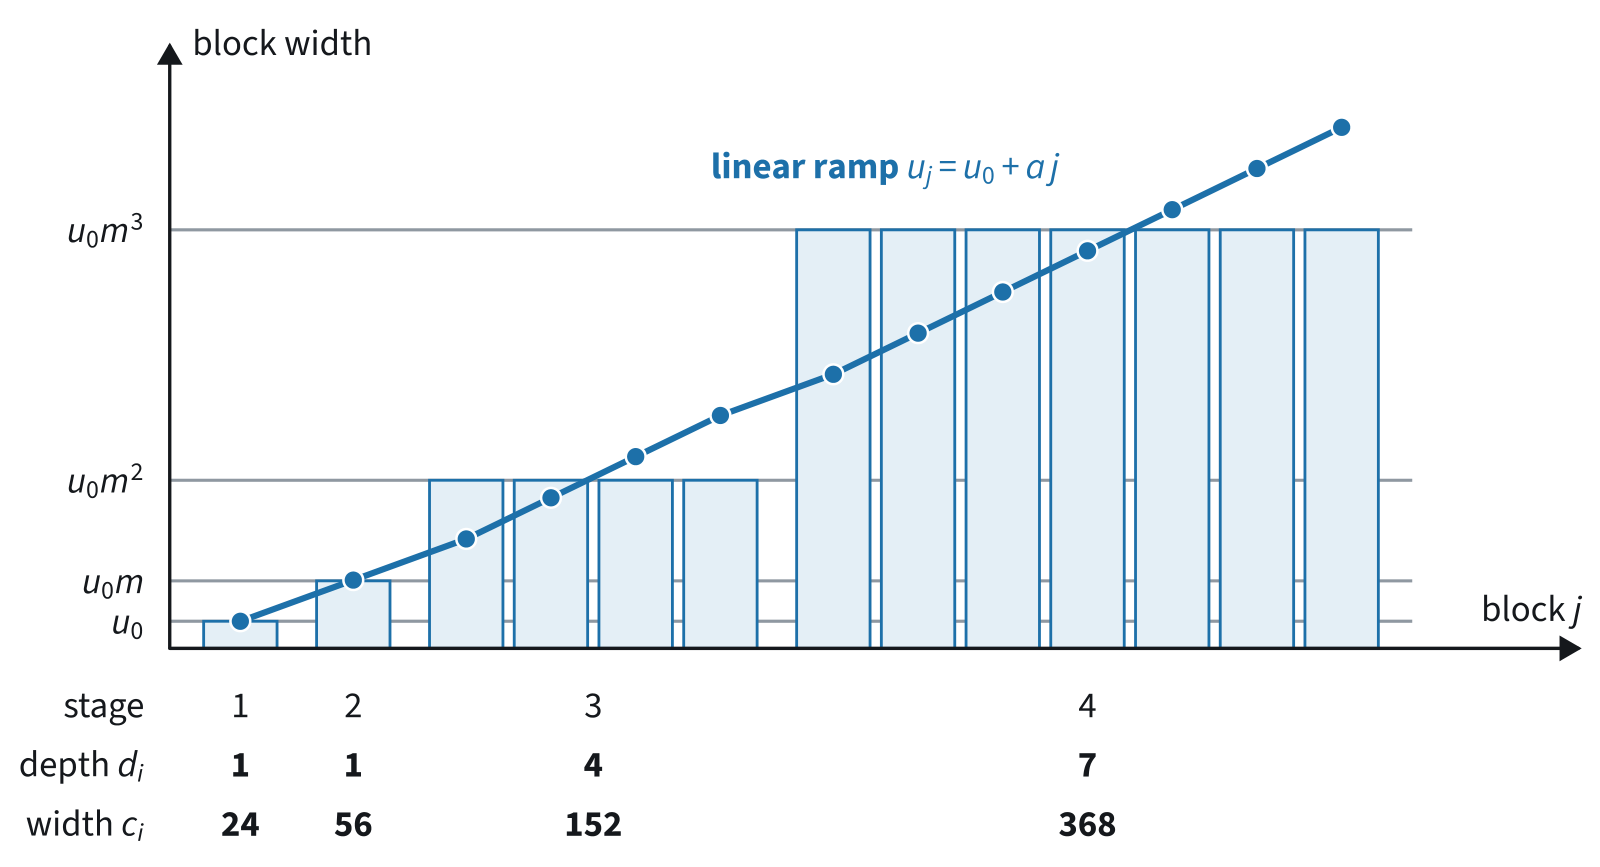 block width
linear ramp u_j = u_0 + a j
u_0m^3
u_0m^2
u_0m
u_0
block j
stage 1 2 3 4
depth d_i 1 1 4 7
width c_i 24 56 152 368